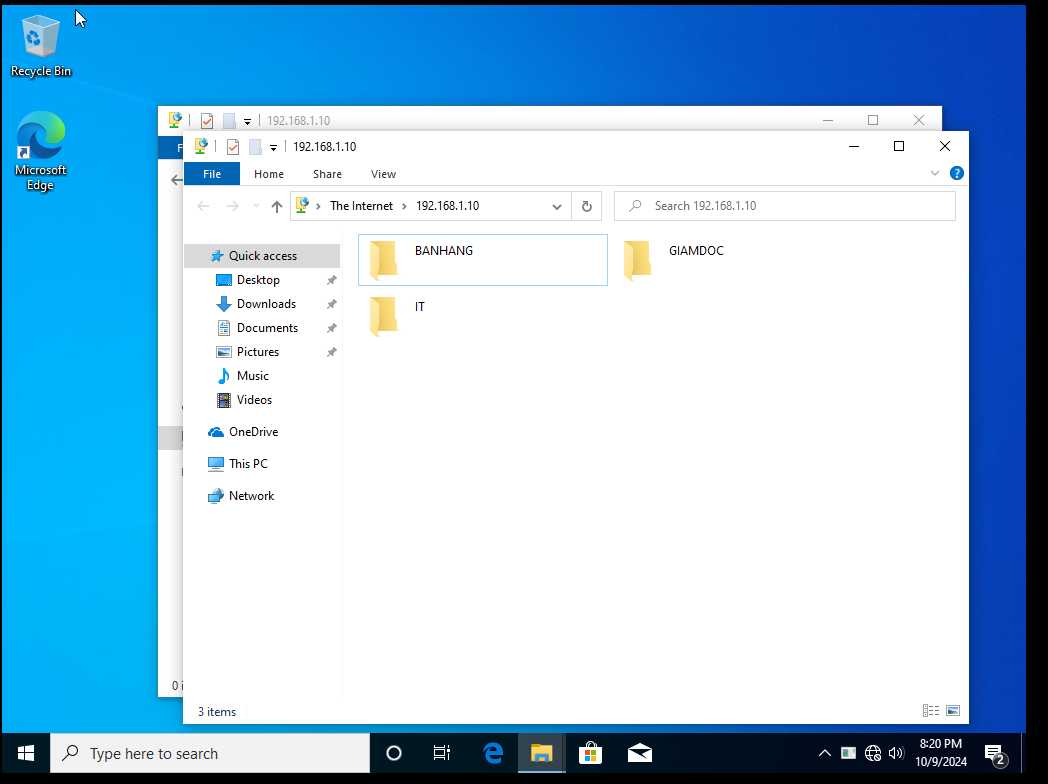 Recycle Bin
Microsoft
Edge
192.168.1.10
F
192.168.1.10
File Home Share View
The Internet 192.168.1.10
Search 192.168.1.10
Quick access
Desktop
Downloads
Documents
Pictures
Music
Videos
OneDrive
This PC
Network
BANHANG
GIAMDOC
IT
0 i
3 items
Type here to search
8:20 PM
10/9/2024
2